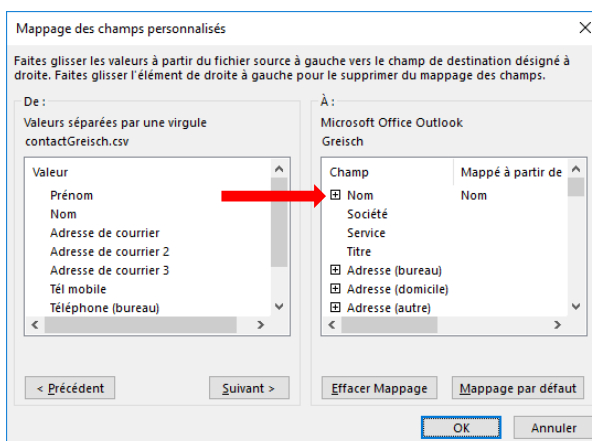 Mappage des champs personnalisés
Faites glisser les valeurs à partir du fichier source à gauche vers le champ de destination désigné à
droite. Faites glisser l'élément de droite à gauche pour le supprimer du mappage des champs.
De :
Valeurs séparées par une virgule
contactGreisch.csv
Valeur
Prénom
Nom
Adresse de courrier
Adresse de courrier 2
Adresse de courrier 3
Tél mobile
Téléphone (bureau)
< Précédent
Suivant >
À :
Microsoft Office Outlook
Greisch
Champ Mappé à partir de
Nom Nom
Société
Service
Titre
Adresse (bureau)
Adresse (domicile)
Adresse (autre)
Effacer Mappage
Mappage par défaut
OK
Annuler